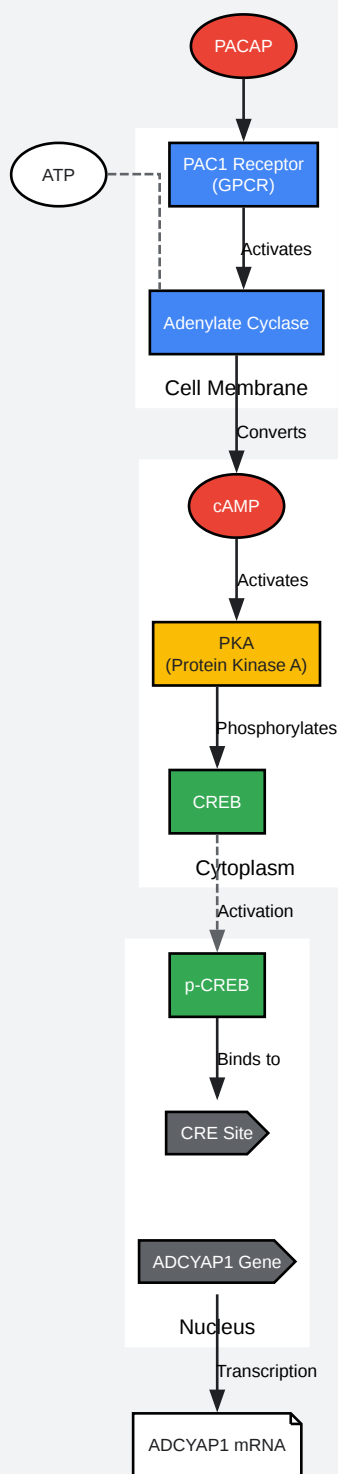 PACAP
PAC1 Receptor
(GPCR)
ATP
Activates
Adenylate Cyclase
Cell Membrane
Converts
cAMP
Activates
PKA
(Protein Kinase A)
Phosphorylates
CREB
Cytoplasm
Activation
p-CREB
Binds to
CRE Site
ADCYAP1 Gene
Nucleus
Transcription
ADCYAP1 mRNA